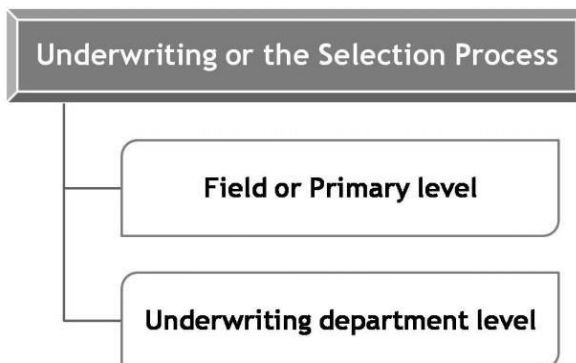 Underwriting or the Selection Process
Field or Primary level
Underwriting department level